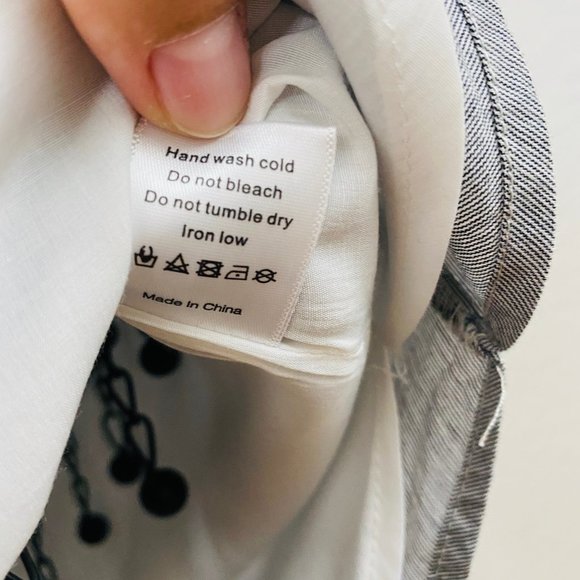 Hand wash cold
Do not bleach
Do not tumble dry
Iron low
Made In China